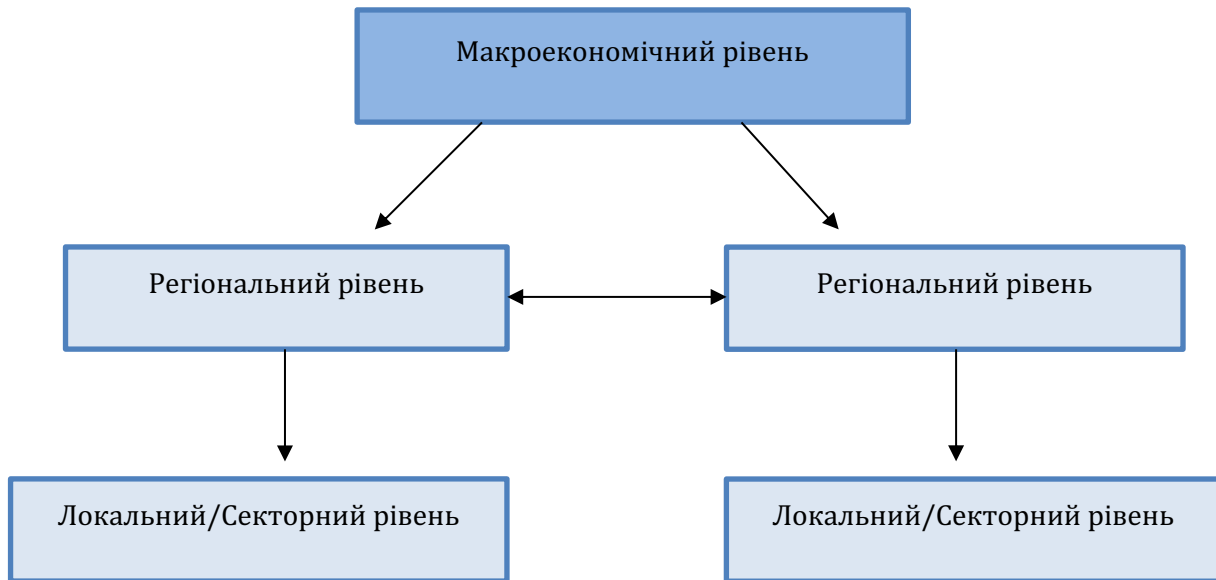 Макроекономічний рівень
Регіональний рівень
Регіональний рівень
Локальний/Секторний рівень
Локальний/Секторний рівень